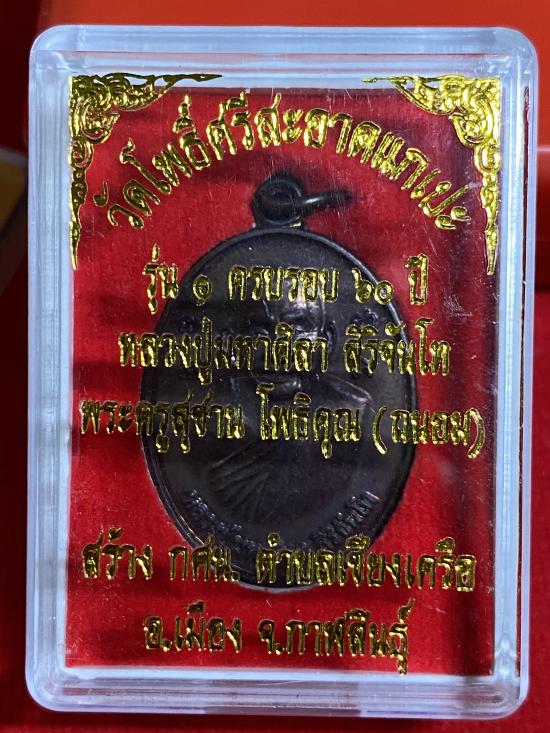 วัดโพธิ์ศรีสะอาดแกเปะ
รุ่น ๑ ครบรอบ ๖๐ ปี
หลวงปู่มหาศิลา สิริจันโท
พระครูสุชาน โพธิคุณ (ถนอม)
สร้าง กศน. ตำบลเชียงเครือ
อ.เมือง จ.กาฬสินธุ์